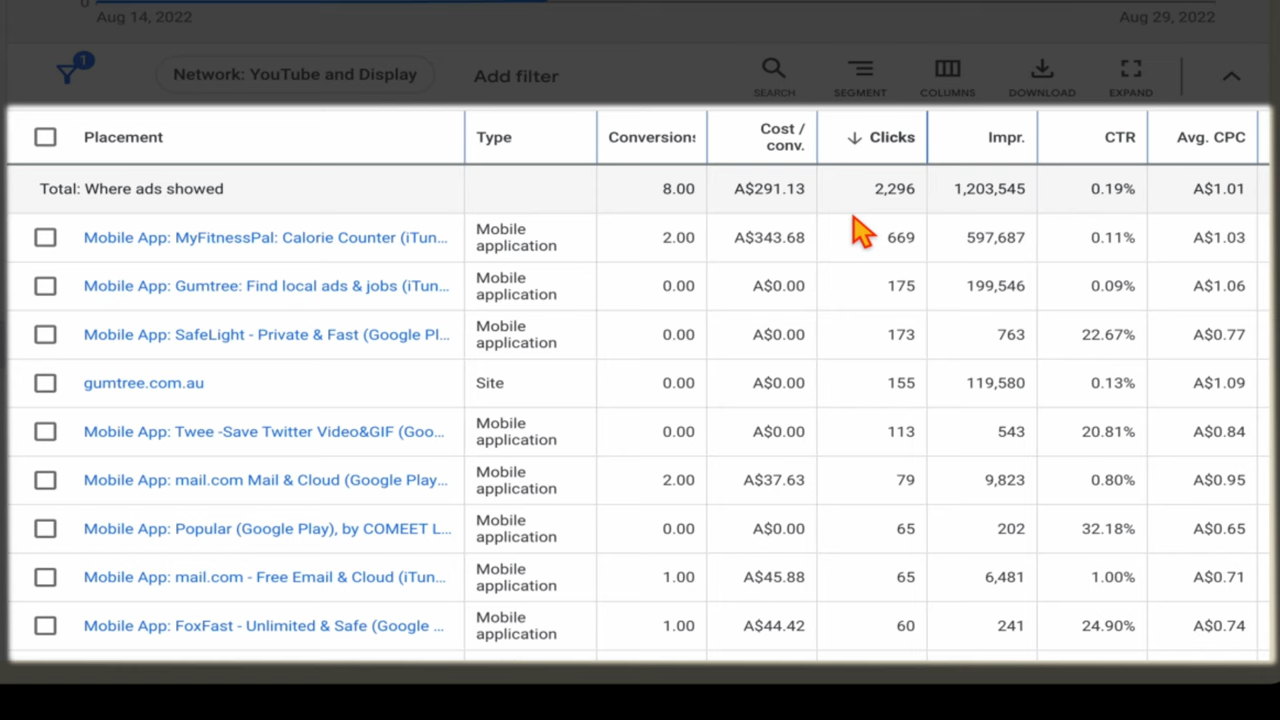 0
Aug 14, 2022 Aug 29, 2022
1
Network: YouTube and Display Add filter
SEARCH SEGMENT COLUMNS DOWNLOAD EXPAND
Placement Type Conversions Cost / conv. Clicks Impr. CTR Avg. CPC
Total: Where ads showed 8.00 A$291.13 2,296 1,203,545 0.19% A$1.01
Mobile App: MyFitnessPal: Calorie Counter (iTun... Mobile application 2.00 A$343.68 669 597,687 0.11% A$1.03
Mobile App: Gumtree: Find local ads & jobs (iTun... Mobile application 0.00 A$0.00 175 199,546 0.09% A$1.06
Mobile App: SafeLight - Private & Fast (Google Pl... Mobile application 0.00 A$0.00 173 763 22.67% A$0.77
gumtree.com.au Site 0.00 A$0.00 155 119,580 0.13% A$1.09
Mobile App: Twee -Save Twitter Video&GIF (Goo... Mobile application 0.00 A$0.00 113 543 20.81% A$0.84
Mobile App: mail.com Mail & Cloud (Google Play... Mobile application 2.00 A$37.63 79 9,823 0.80% A$0.95
Mobile App: Popular (Google Play), by COMEET L... Mobile application 0.00 A$0.00 65 202 32.18% A$0.65
Mobile App: mail.com - Free Email & Cloud (iTun... Mobile application 1.00 A$45.88 65 6,481 1.00% A$0.71
Mobile App: FoxFast - Unlimited & Safe (Google ... Mobile application 1.00 A$44.42 60 241 24.90% A$0.74